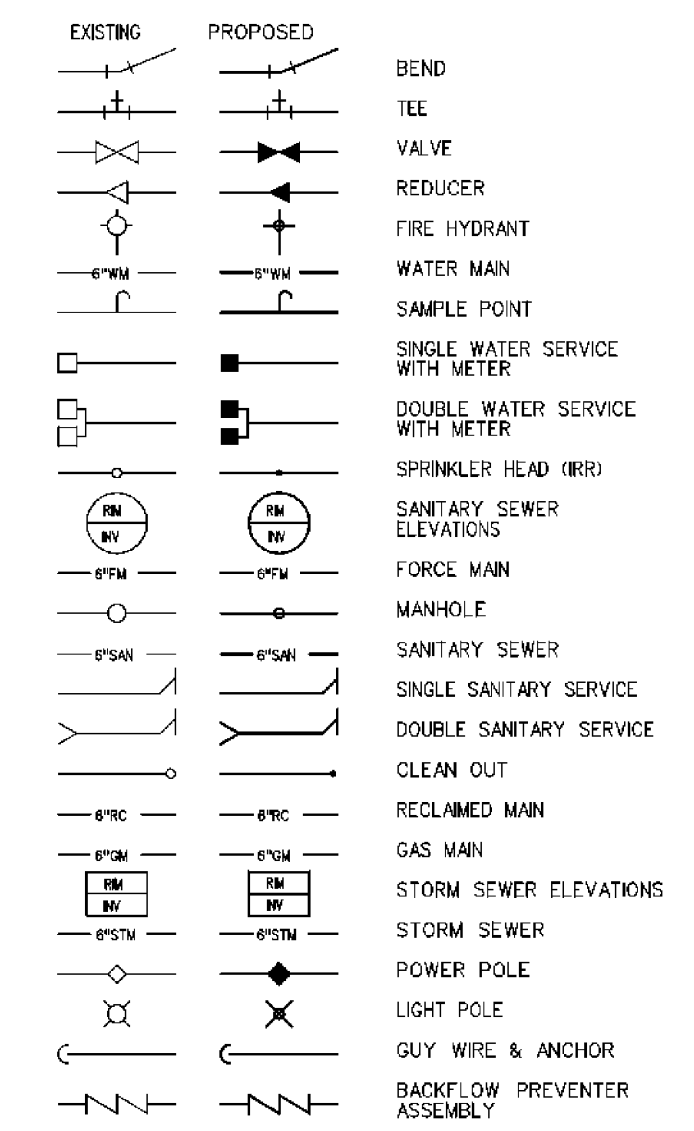 EXISTING PROPOSED
BEND
TEE
VALVE
REDUCER
FIRE HYDRANT
6"WM 6"WM WATER MAIN
SAMPLE POINT
SINGLE WATER SERVICE
WITH METER
DOUBLE WATER SERVICE
WITH METER
SPRINKLER HEAD (IRR)
RIM RIM SANITARY SEWER
INV INV ELEVATIONS
6"FM 6"FM FORCE MAIN
MANHOLE
6"SAN 6"SAN SANITARY SEWER
SINGLE SANITARY SERVICE
DOUBLE SANITARY SERVICE
CLEAN OUT
6"RC 6"RC RECLAIMED MAIN
6"GM 6"GM GAS MAIN
RIM RIM STORM SEWER ELEVATIONS
INV INV
6"STM 6"STM STORM SEWER
POWER POLE
LIGHT POLE
GUY WIRE & ANCHOR
BACKFLOW PREVENTER
ASSEMBLY